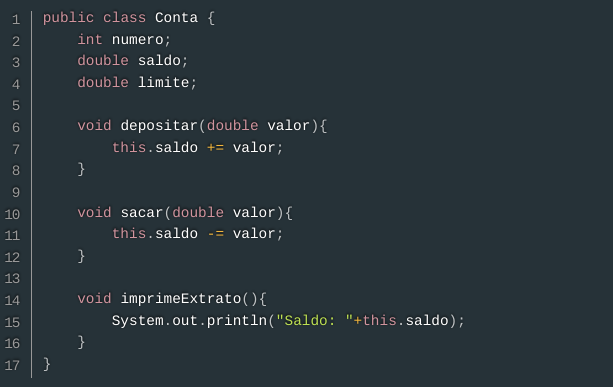 1 public class Conta {
2     int numero;
3     double saldo;
4     double limite;
5
6     void depositar(double valor){
7         this.saldo += valor;
8     }
9
10     void sacar(double valor){
11         this.saldo -= valor;
12     }
13
14     void imprimeExtrato(){
15         System.out.println("Saldo: "+this.saldo);
16     }
17 }